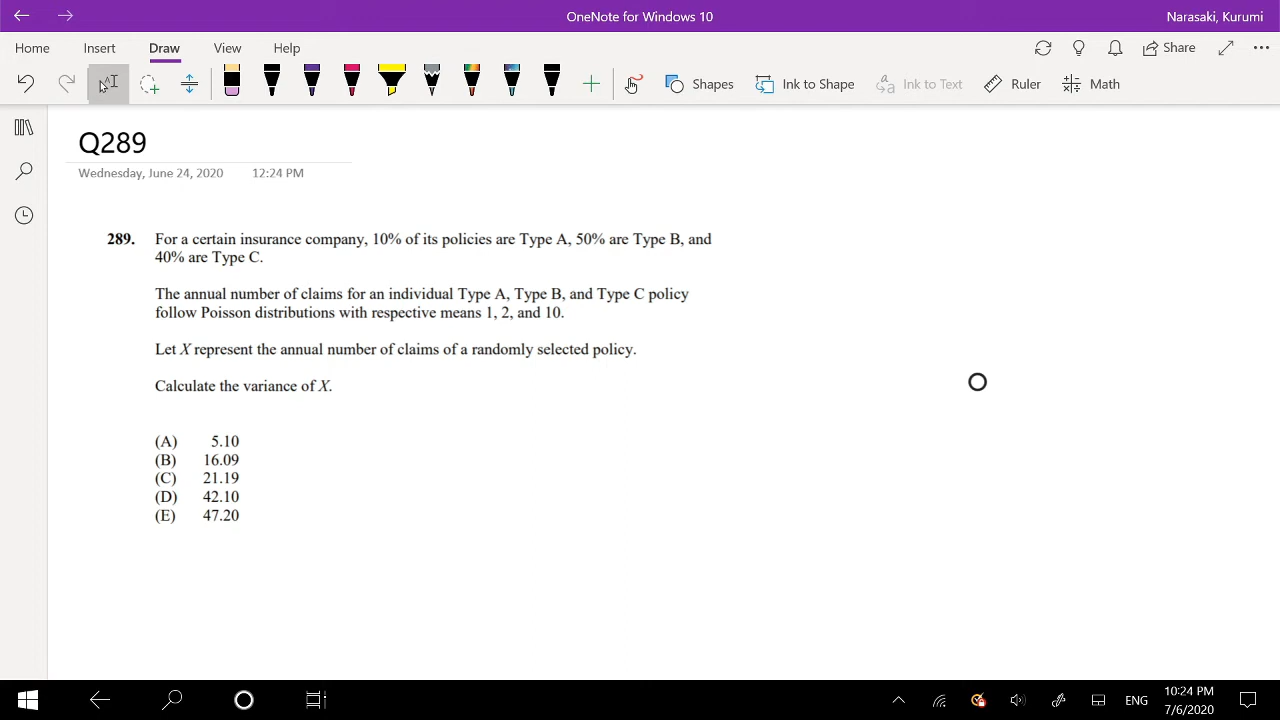 OneNote for Windows 10
Narasaki, Kurumi
Home Insert Draw View Help
Share
Shapes
Ink to Shape
Ink to Text
Ruler
Math
Q289
Wednesday, June 24, 2020 12:24 PM
289. For a certain insurance company, 10% of its policies are Type A, 50% are Type B, and
40% are Type C.
The annual number of claims for an individual Type A, Type B, and Type C policy
follow Poisson distributions with respective means 1, 2, and 10.
Let X represent the annual number of claims of a randomly selected policy.
Calculate the variance of X.
(A) 5.10
(B) 16.09
(C) 21.19
(D) 42.10
(E) 47.20
ENG
10:24 PM
7/6/2020